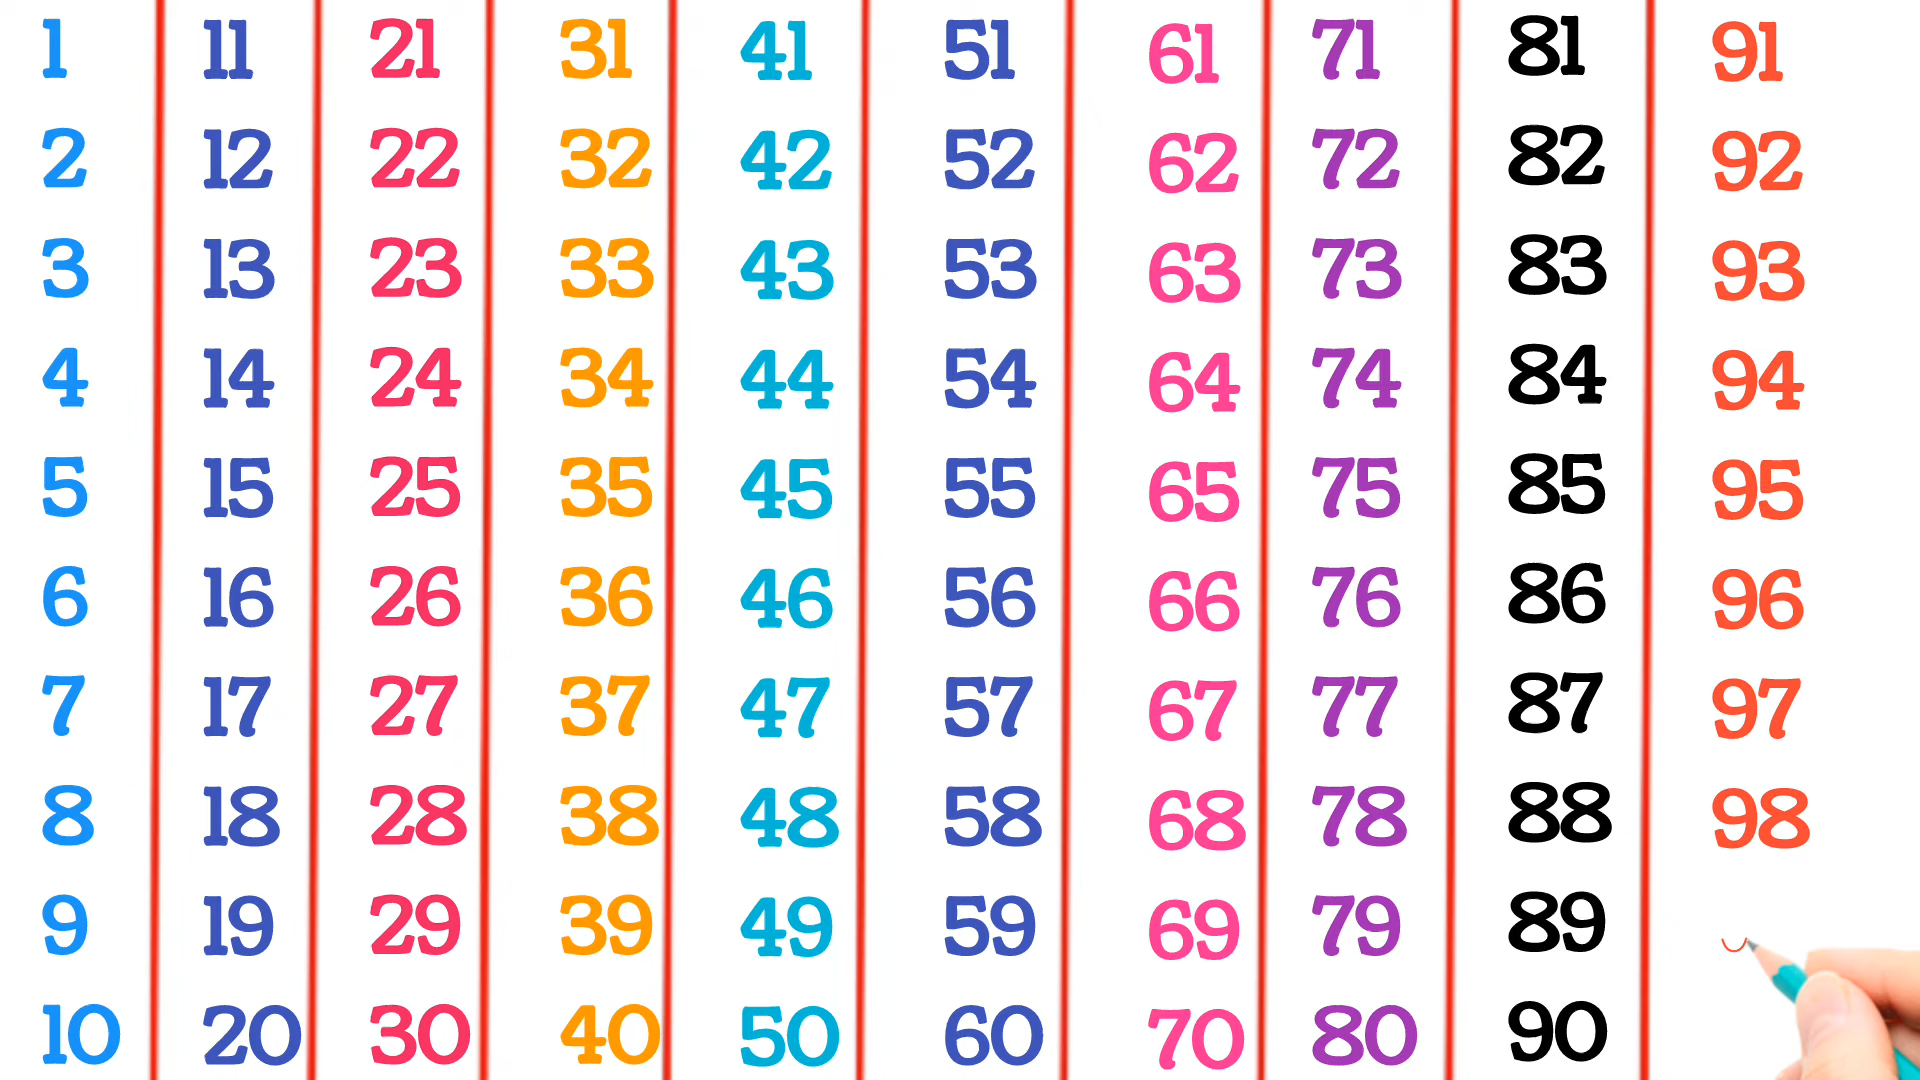 1 11 21 31 41 51 61 71 81 91
2 12 22 32 42 52 62 72 82 92
3 13 23 33 43 53 63 73 83 93
4 14 24 34 44 54 64 74 84 94
5 15 25 35 45 55 65 75 85 95
6 16 26 36 46 56 66 76 86 96
7 17 27 37 47 57 67 77 87 97
8 18 28 38 48 58 68 78 88 98
9 19 29 39 49 59 69 79 89
10 20 30 40 50 60 70 80 90